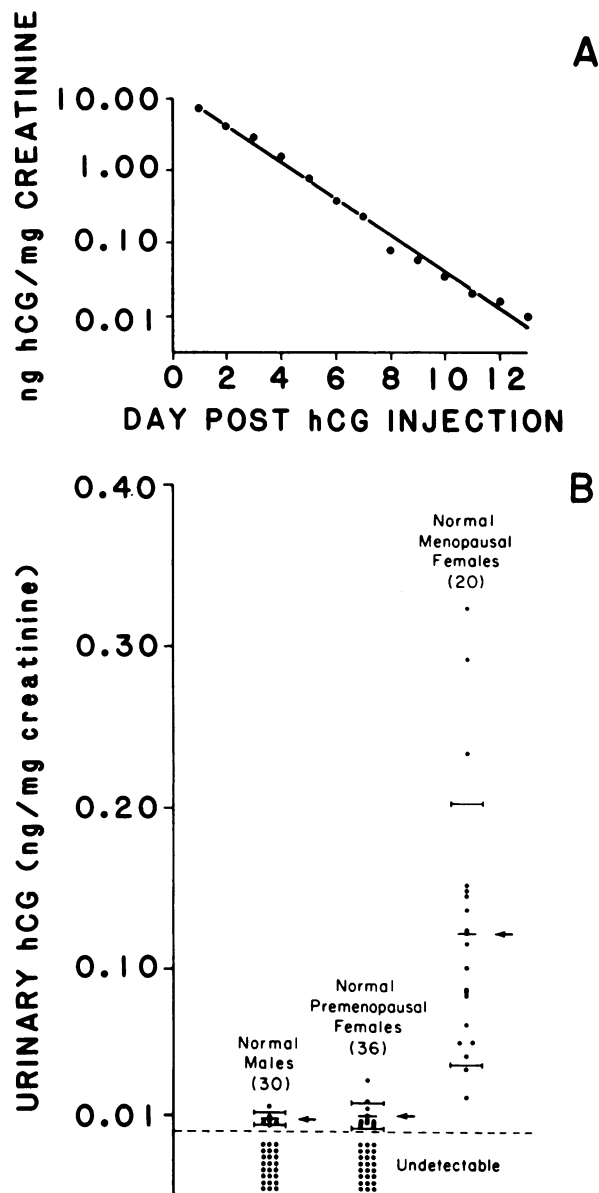 A
ng hCG/mg CREATININE
10.00
1.00
0.10
0.01
0 2 4 6 8 10 12
DAY POST hCG INJECTION
B
URINARY hCG (ng/mg creatinine)
0.40
0.30
0.20
0.10
0.01
Normal
Menopausal
Females
(20)
Normal
Premenopausal
Females
(36)
Normal
Males
(30)
Undetectable